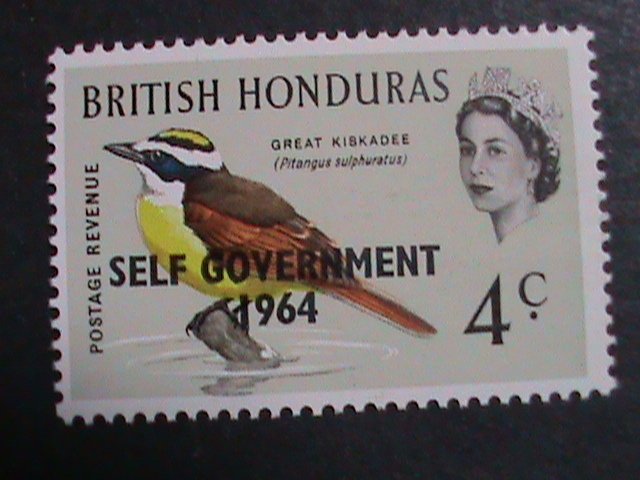 BRITISH HONDURAS
GREAT KISKADEE
(Pitangus sulphuratus)
POSTAGE REVENUE
SELF GOVERNMENT
1964
4c.